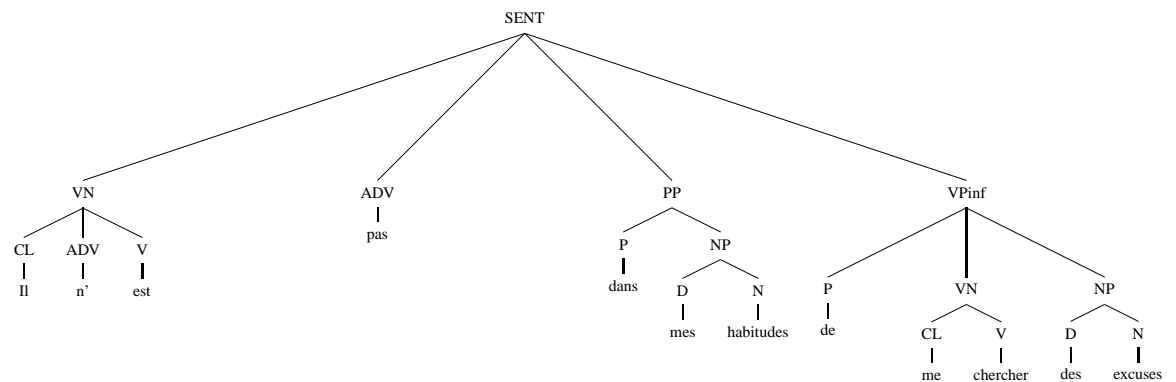 SENT
VN ADV PP VPinf
CL ADV V pas P NP
Il n' est dans D N P VN NP
mes habitudes de CL V D N
me chercher des excuses